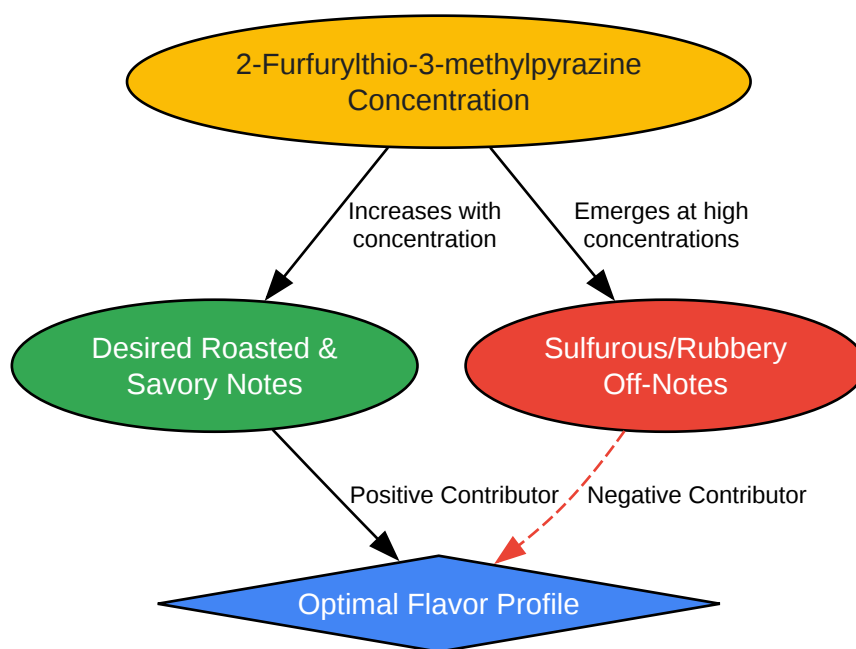 2-Furfurylthio-3-methylpyrazine
Concentration
Increases with
concentration
Emerges at high
concentrations
Desired Roasted &
Savory Notes
Sulfurous/Rubbery
Off-Notes
Positive Contributor
Negative Contributor
Optimal Flavor Profile